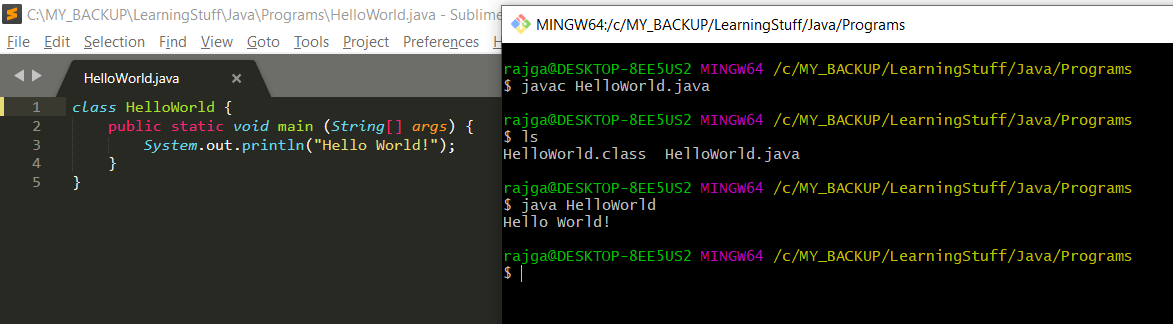 C:\MY_BACKUP\LearningStuff\Java\Programs\HelloWorld.java - Sublime
File Edit Selection Find View Goto Tools Project Preferences
HelloWorld.java
1 class HelloWorld {
2 public static void main (String[] args) {
3 System.out.println("Hello World!");
4 }
5 }
MINGW64:/c/MY_BACKUP/LearningStuff/Java/Programs
rajga@DESKTOP-8EE5US2 MINGW64 /c/MY_BACKUP/LearningStuff/Java/Programs
$ javac HelloWorld.java
rajga@DESKTOP-8EE5US2 MINGW64 /c/MY_BACKUP/LearningStuff/Java/Programs
$ ls
HelloWorld.class HelloWorld.java
rajga@DESKTOP-8EE5US2 MINGW64 /c/MY_BACKUP/LearningStuff/Java/Programs
$ java HelloWorld
Hello World!
rajga@DESKTOP-8EE5US2 MINGW64 /c/MY_BACKUP/LearningStuff/Java/Programs
$